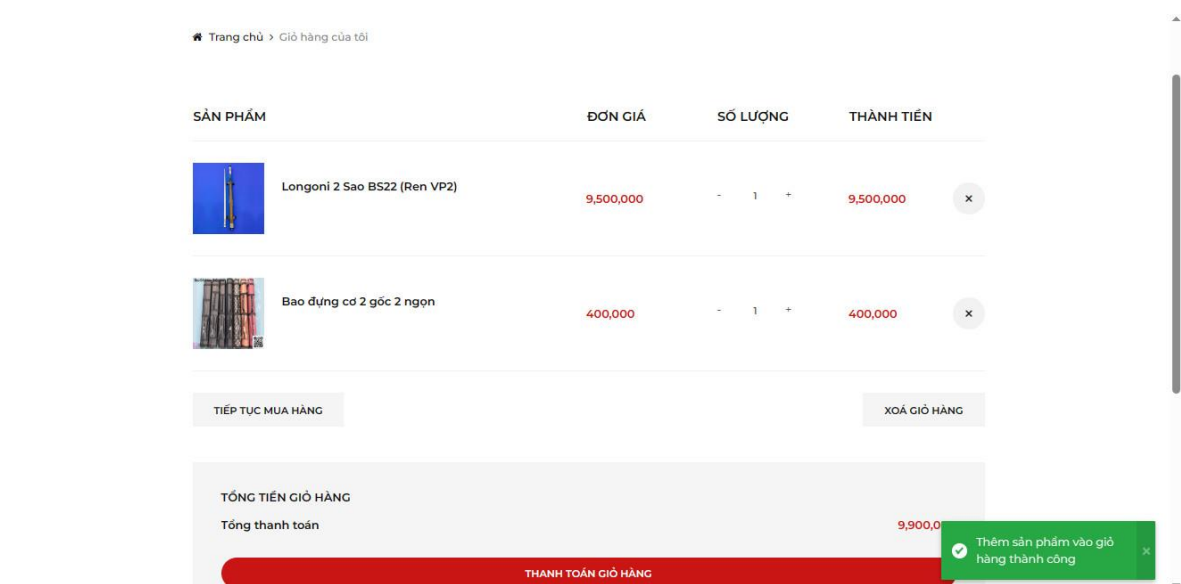 Trang chủ > Giỏ hàng của tôi
SẢN PHẨM ĐƠN GIÁ SỐ LƯỢNG THÀNH TIỀN
Longoni 2 Sao BS22 (Ren VP2)
9,500,000 - 1 + 9,500,000 ×
Bao đựng cơ 2 gốc 2 ngọn
400,000 - 1 + 400,000 ×
TIẾP TỤC MUA HÀNG XOÁ GIỎ HÀNG
TỔNG TIỀN GIỎ HÀNG
Tổng thanh toán 9,900,0
Thêm sản phẩm vào giỏ
hàng thành công ×
THANH TOÁN GIỎ HÀNG